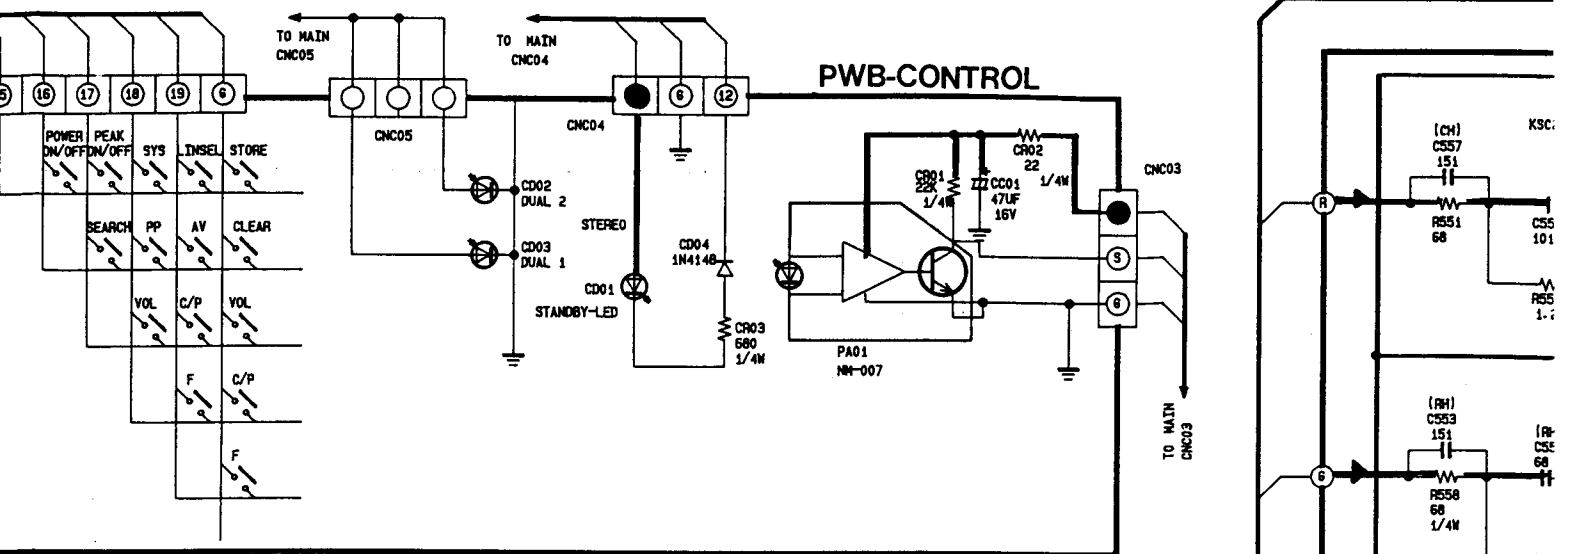 TO MAIN
CNC05
TO MAIN
CNC04
PWB-CONTROL
16
17
18
19
G
CNC05
CNC04
G
12
POWER
ON/OFF
PEAK
ON/OFF
SYS
LINSEL
STORE
SEARCH
PP
AV
CLEAR
VOL
C/P
VOL
F
C/P
F
CD02
DUAL 2
CD03
DUAL 1
STEREO
CD01
STANDBY-LED
CD04
1N4148
CR03
680
1/4W
CR01
22K
1/4W
CC01
47UF
16V
CR02
22
1/4W
PA01
NM-007
CNC03
S
G
TO MAIN
CNC03
R
(CH)
C557
151
R551
68
101
G
(RH)
C553
151
R558
68
1/4W
68